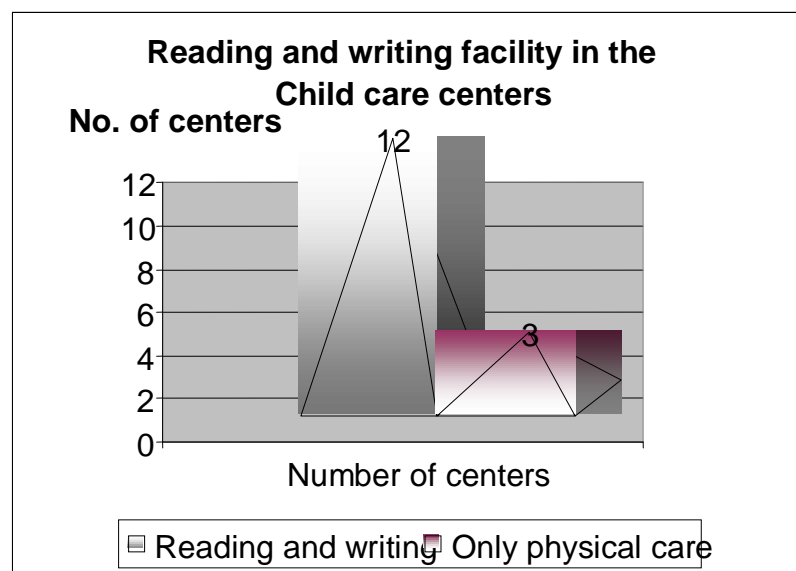 Reading and writing facility in the
Child care centers
No. of centers
12
12
10
8
6
4
3
2
0
Number of centers
Reading and writing
Only physical care